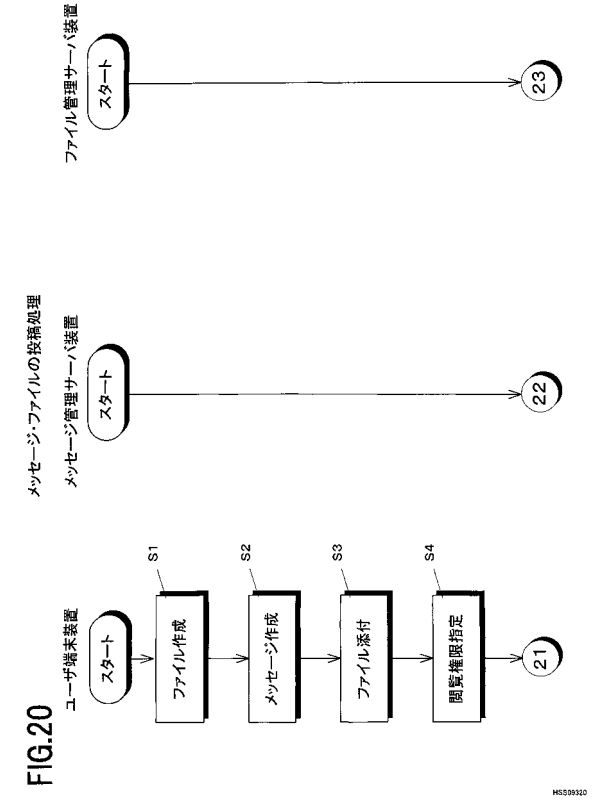 FIG.20
メッセージ・ファイルの投稿処理
ユーザ端末装置
メッセージ管理サーバ装置
ファイル管理サーバ装置
スタート
スタート
スタート
S1
ファイル作成
S2
メッセージ作成
S3
ファイル添付
S4
閲覧権限指定
21
22
23
HSS09320